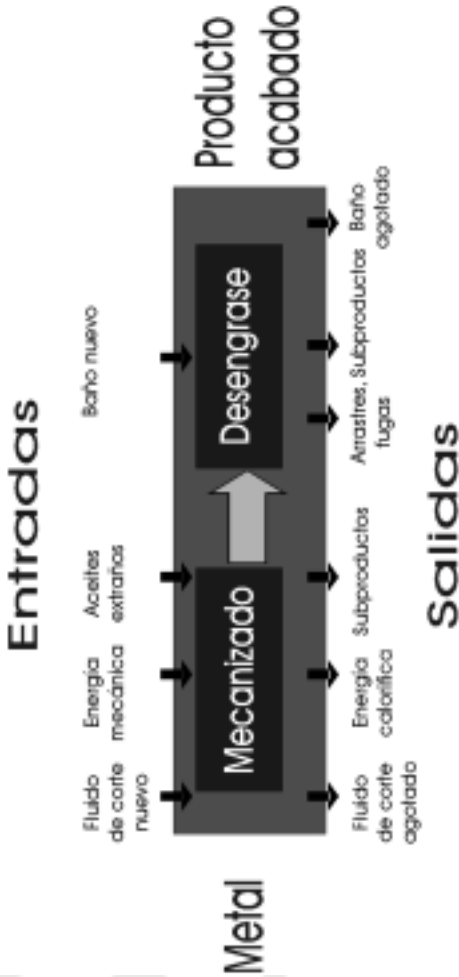 Entradas
Fluido
de corte
nuevo
Energía
mecánica
Aceites
extraños
Baño nuevo
Metal
Mecanizado
Desengrase
Producto
acabado
Fluido
de corte
agotado
Energía
calorífica
Subproductos
Arrastres, Subproductos
fugas
Baño
agotado
Salidas